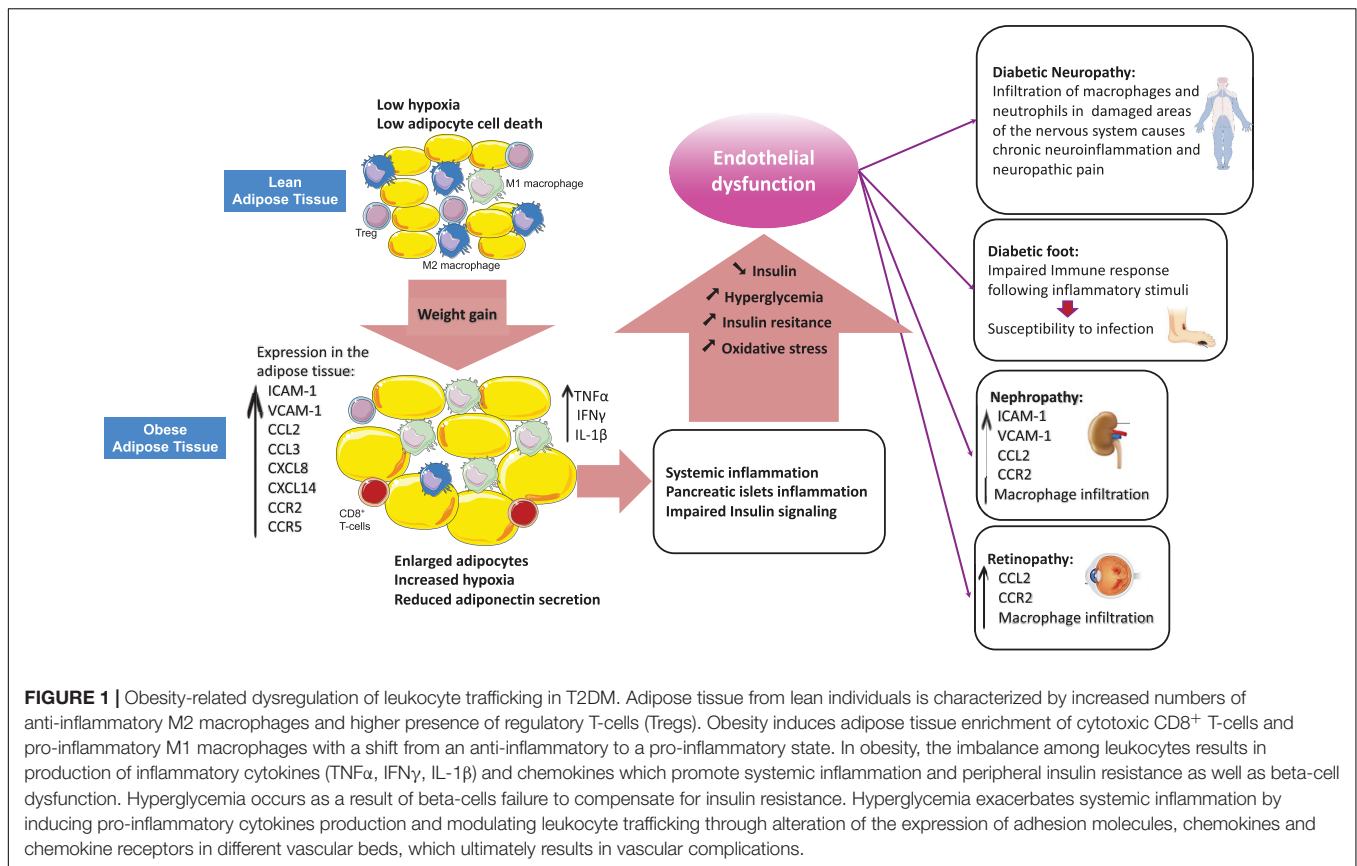 Low hypoxia
Low adipocyte cell death
Lean
Adipose Tissue
M1 macrophage
Treg
M2 macrophage
Weight gain
Expression in the
adipose tissue:
ICAM-1
VCAM-1
CCL2
CCL3
CXCL8
CXCL14
CCR2
CCR5
Obese
Adipose Tissue
TNFα
IFNγ
IL-1β
CD8⁺
T-cells
Enlarged adipocytes
Increased hypoxia
Reduced adiponectin secretion
Systemic inflammation
Pancreatic islets inflammation
Impaired Insulin signaling
➘ Insulin
➚ Hyperglycemia
➚ Insulin resitance
➚ Oxidative stress
Endothelial
dysfunction
Diabetic Neuropathy:
Infiltration of macrophages and
neutrophils in damaged areas
of the nervous system causes
chronic neuroinflammation and
neuropathic pain
Diabetic foot:
Impaired Immune response
following inflammatory stimuli
Susceptibility to infection
Nephropathy:
ICAM-1
VCAM-1
CCL2
CCR2
Macrophage infiltration
Retinopathy:
CCL2
CCR2
Macrophage infiltration
FIGURE 1 | Obesity-related dysregulation of leukocyte trafficking in T2DM. Adipose tissue from lean individuals is characterized by increased numbers of
anti-inflammatory M2 macrophages and higher presence of regulatory T-cells (Tregs). Obesity induces adipose tissue enrichment of cytotoxic CD8⁺ T-cells and
pro-inflammatory M1 macrophages with a shift from an anti-inflammatory to a pro-inflammatory state. In obesity, the imbalance among leukocytes results in
production of inflammatory cytokines (TNFα, IFNγ, IL-1β) and chemokines which promote systemic inflammation and peripheral insulin resistance as well as beta-cell
dysfunction. Hyperglycemia occurs as a result of beta-cells failure to compensate for insulin resistance. Hyperglycemia exacerbates systemic inflammation by
inducing pro-inflammatory cytokines production and modulating leukocyte trafficking through alteration of the expression of adhesion molecules, chemokines and
chemokine receptors in different vascular beds, which ultimately results in vascular complications.